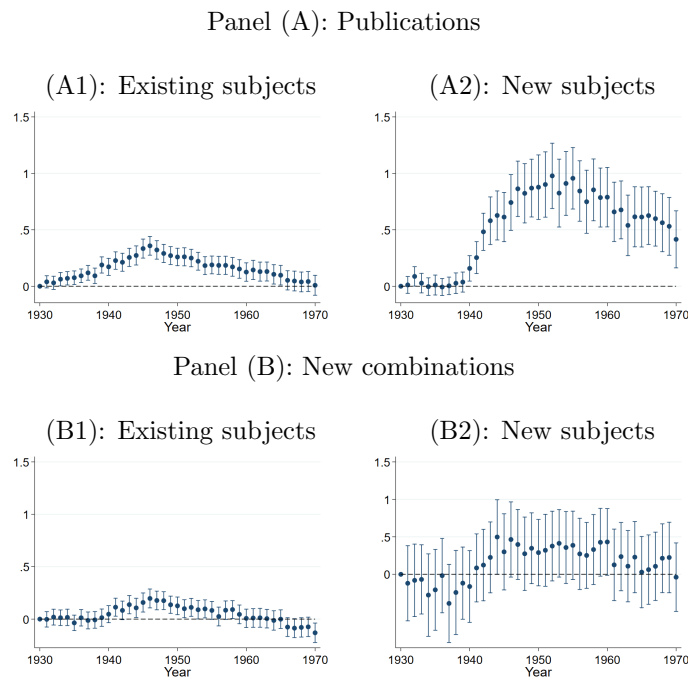 Panel (A): Publications
(A1): Existing subjects (A2): New subjects
1.5 1.5
1 1
.5 .5
0 0
1930 1940 1950 1960 1970 1930 1940 1950 1960 1970
Year Year
Panel (B): New combinations
(B1): Existing subjects (B2): New subjects
1.5 1.5
1 1
.5 .5
0 0
1930 1940 1950 1960 1970 1930 1940 1950 1960 1970
Year Year